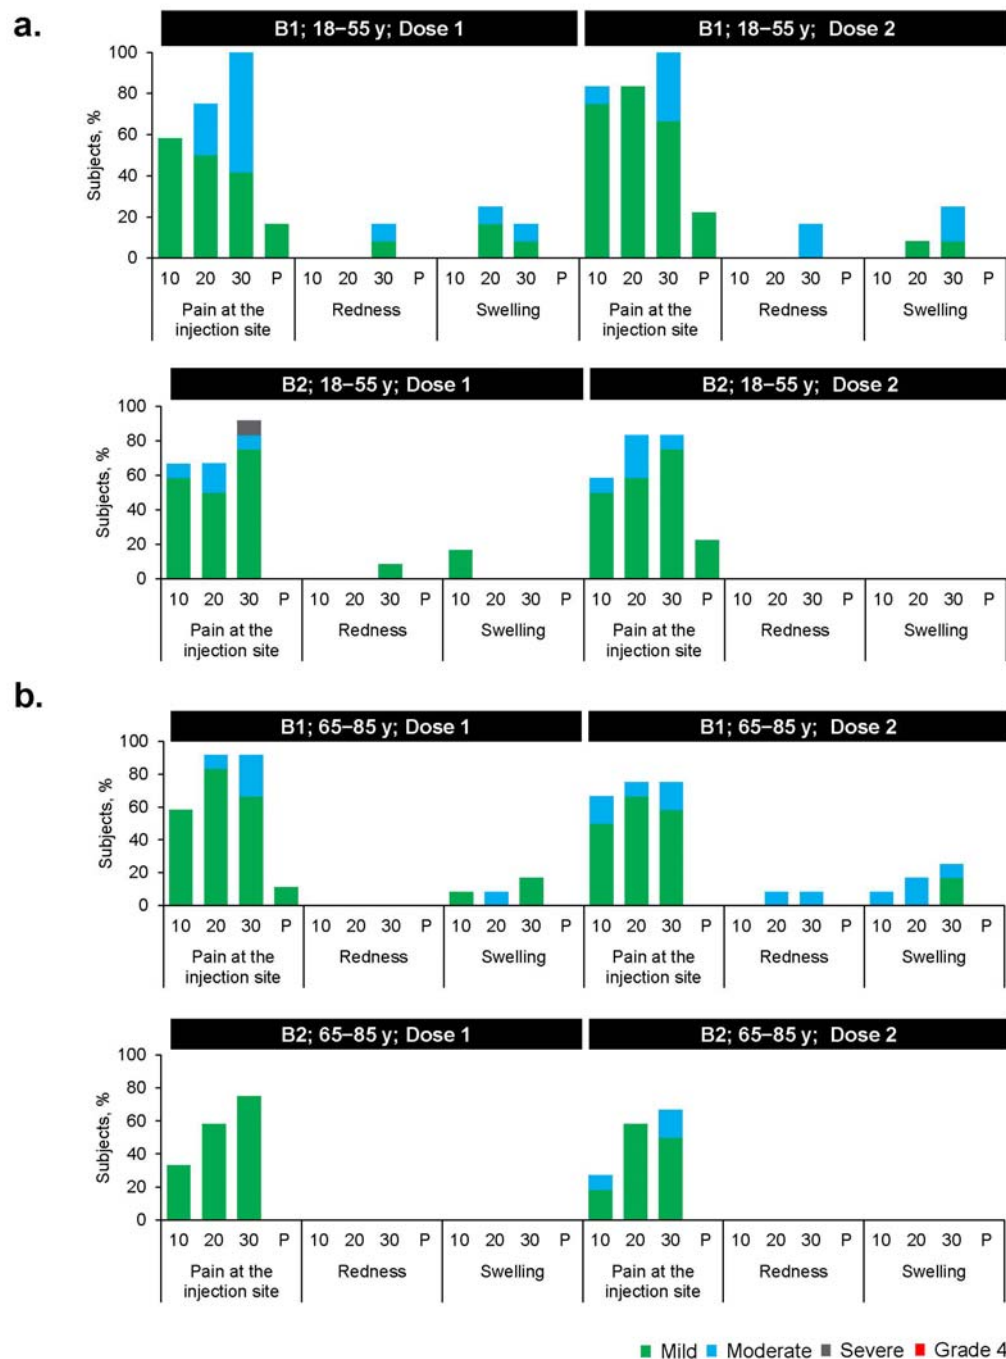 a.
B1; 18–55 y; Dose 1 B1; 18–55 y; Dose 2
100
80
60
40
20
0
Subjects, %
10 20 30 P 10 20 30 P 10 20 30 P 10 20 30 P 10 20 30 P 10 20 30 P
Pain at the Redness Swelling Pain at the Redness Swelling
injection site injection site
B2; 18–55 y; Dose 1 B2; 18–55 y; Dose 2
100
80
60
40
20
0
Subjects, %
10 20 30 P 10 20 30 P 10 20 30 P 10 20 30 P 10 20 30 P 10 20 30 P
Pain at the Redness Swelling Pain at the Redness Swelling
injection site injection site
b.
B1; 65–85 y; Dose 1 B1; 65–85 y; Dose 2
100
80
60
40
20
0
Subjects, %
10 20 30 P 10 20 30 P 10 20 30 P 10 20 30 P 10 20 30 P 10 20 30 P
Pain at the Redness Swelling Pain at the Redness Swelling
injection site injection site
B2; 65–85 y; Dose 1 B2; 65–85 y; Dose 2
100
80
60
40
20
0
Subjects, %
10 20 30 P 10 20 30 P 10 20 30 P 10 20 30 P 10 20 30 P 10 20 30 P
Pain at the Redness Swelling Pain at the Redness Swelling
injection site injection site
Mild Moderate Severe Grade 4